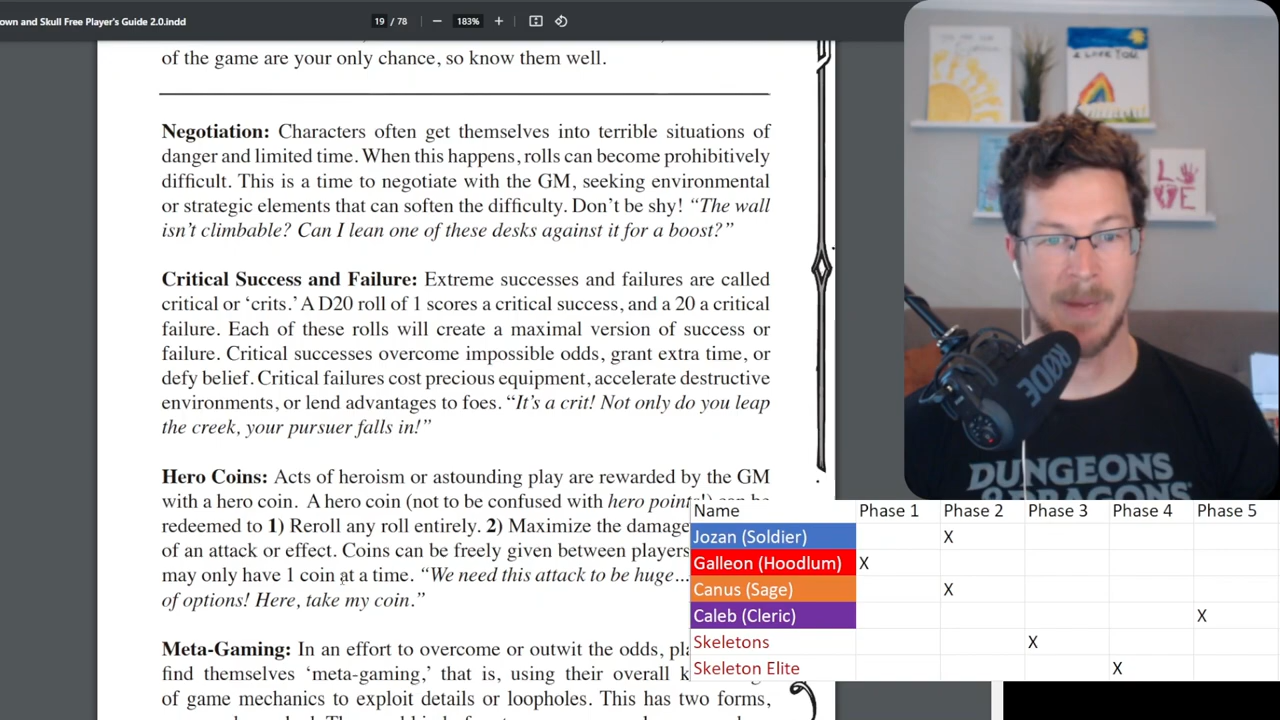 own and Skull Free Player's Guide 2.0.indd
19 / 78
183%
of the game are your only chance, so know them well.
Negotiation: Characters often get themselves into terrible situations of
danger and limited time. When this happens, rolls can become prohibitively
difficult. This is a time to negotiate with the GM, seeking environmental
or strategic elements that can soften the difficulty. Don't be shy! “The wall
isn't climbable? Can I lean one of these desks against it for a boost?”
Critical Success and Failure: Extreme successes and failures are called
critical or ‘crits.’ A D20 roll of 1 scores a critical success, and a 20 a critical
failure. Each of these rolls will create a maximal version of success or
failure. Critical successes overcome impossible odds, grant extra time, or
defy belief. Critical failures cost precious equipment, accelerate destructive
environments, or lend advantages to foes. “It's a crit! Not only do you leap
the creek, your pursuer falls in!”
Hero Coins: Acts of heroism or astounding play are rewarded by the GM
with a hero coin. A hero coin (not to be confused with hero points!) can be
redeemed to 1) Reroll any roll entirely. 2) Maximize the damage
of an attack or effect. Coins can be freely given between players
may only have 1 coin at a time. “We need this attack to be huge...
of options! Here, take my coin.”
Meta-Gaming: In an effort to overcome or outwit the odds, pla
find themselves ‘meta-gaming,’ that is, using their overall k
of game mechanics to exploit details or loopholes. This has two forms,
Name Phase 1 Phase 2 Phase 3 Phase 4 Phase 5
Jozan (Soldier) X
Galleon (Hoodlum) X
Canus (Sage) X
Caleb (Cleric) X
Skeletons X
Skeleton Elite X
I LOVE YOU
RØDE
DUNGEONS
& DRAGONS